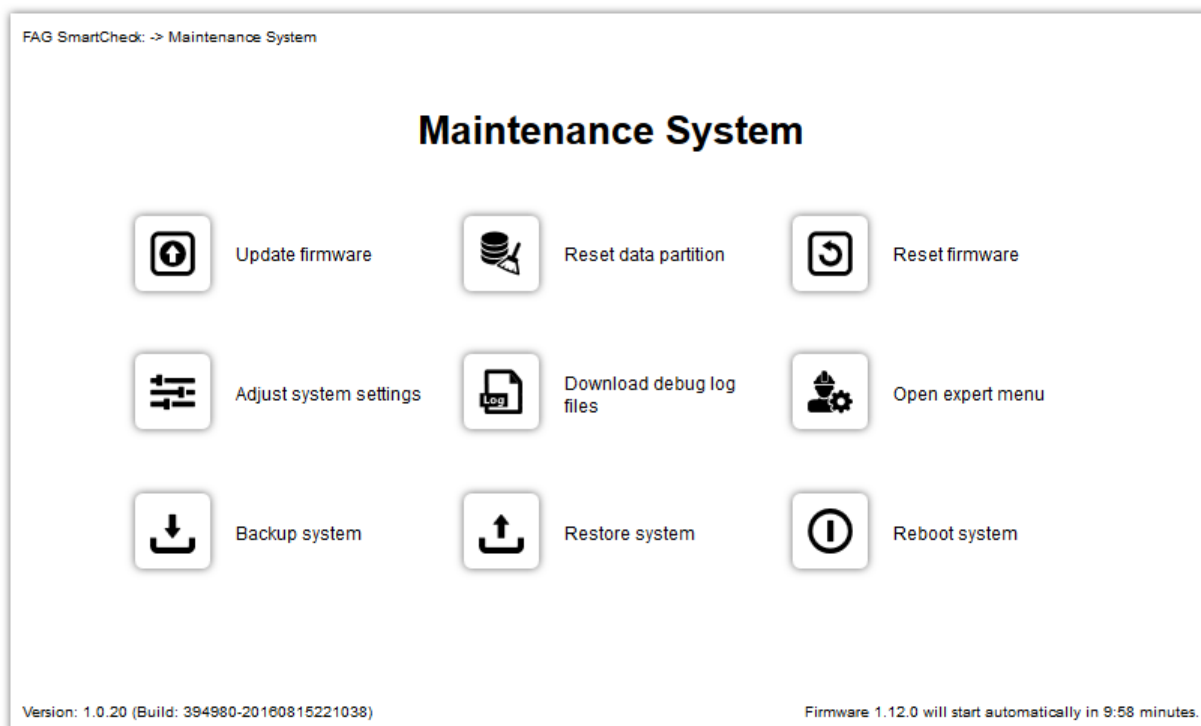 FAG SmartCheck: -> Maintenance System
Maintenance System
Update firmware
Reset data partition
Reset firmware
Adjust system settings
Download debug log
files
Log
Open expert menu
Backup system
Restore system
Reboot system
Version: 1.0.20 (Build: 394980-20160815221038)
Firmware 1.12.0 will start automatically in 9:58 minutes.